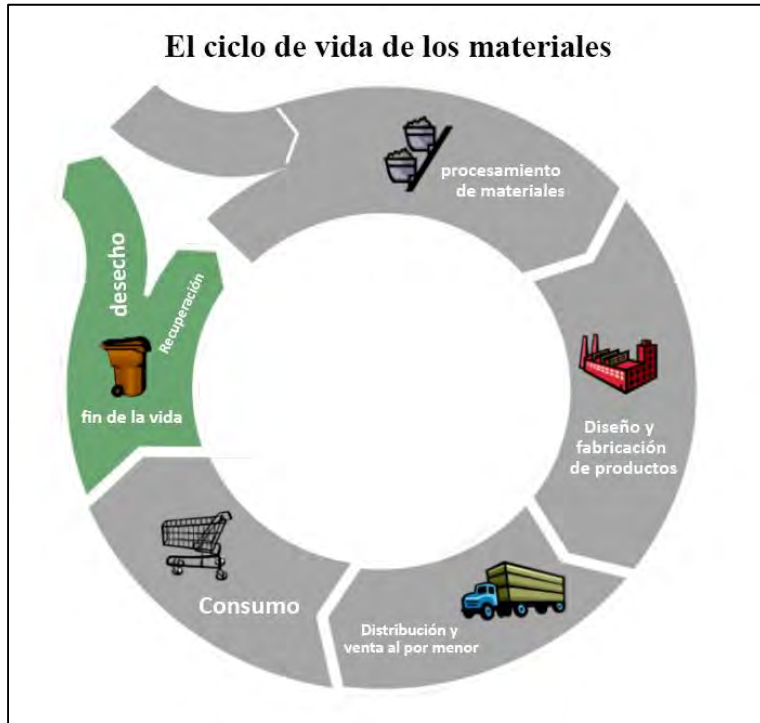 El ciclo de vida de los materiales
procesamiento
de materiales
Diseño y
fabricación
de productos
Distribución y
venta al por menor
Consumo
fin de la vida
Recuperación
desecho